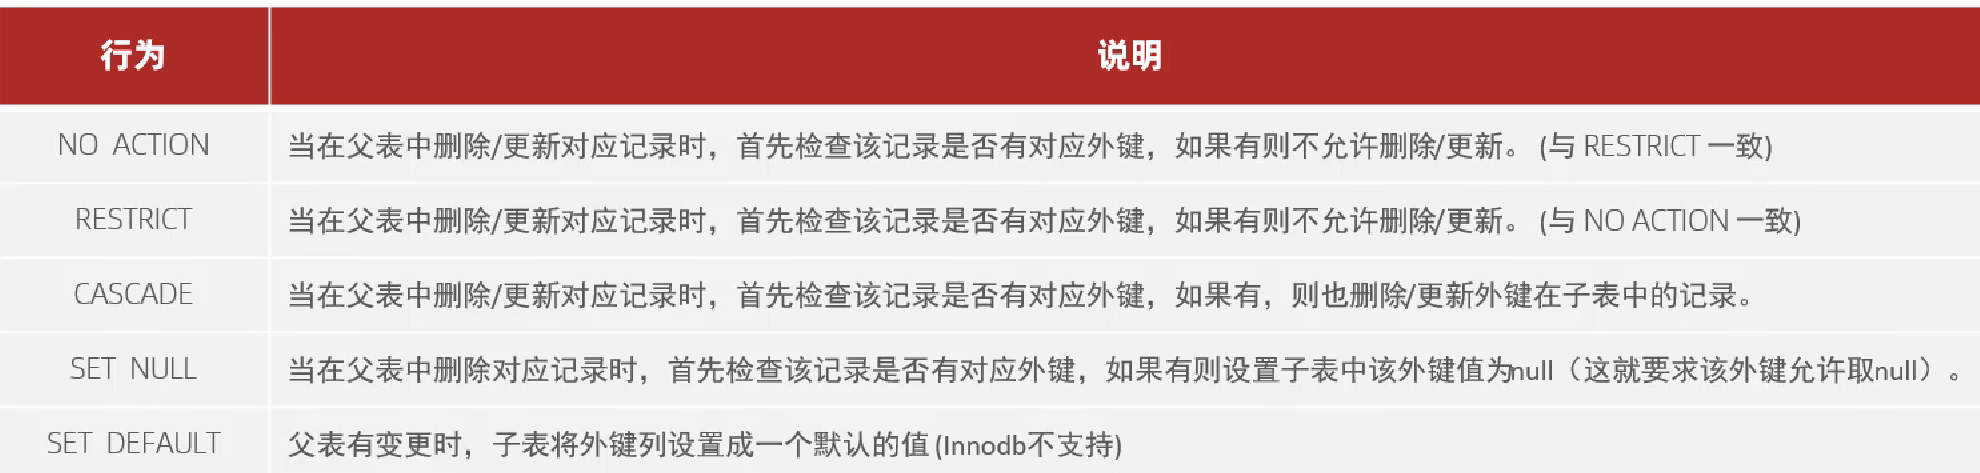 行为 说明
NO ACTION 当在父表中删除/更新对应记录时，首先检查该记录是否有对应外键，如果有则不允许删除/更新。 (与 RESTRICT 一致)
RESTRICT 当在父表中删除/更新对应记录时，首先检查该记录是否有对应外键，如果有则不允许删除/更新。 (与 NO ACTION 一致)
CASCADE 当在父表中删除/更新对应记录时，首先检查该记录是否有对应外键，如果有，则也删除/更新外键在子表中的记录。
SET NULL 当在父表中删除对应记录时，首先检查该记录是否有对应外键，如果有则设置子表中该外键值为null（这就要求该外键允许取null）。
SET DEFAULT 父表有变更时，子表将外键列设置成一个默认的值 (Innodb不支持)